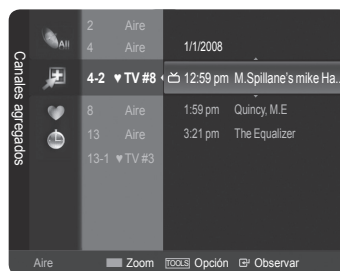 Canales agregados
All
2 Aire
4 Aire 1/1/2008
4-2 ♥ TV #8 12:59 pm M.Spillane's mike Ha..
8 Aire 1:59 pm Quincy, M.E
13 Aire 3:21 pm The Equalizer
13-1 ♥ TV #3
Aire Zoom TOOLS Opción Observar